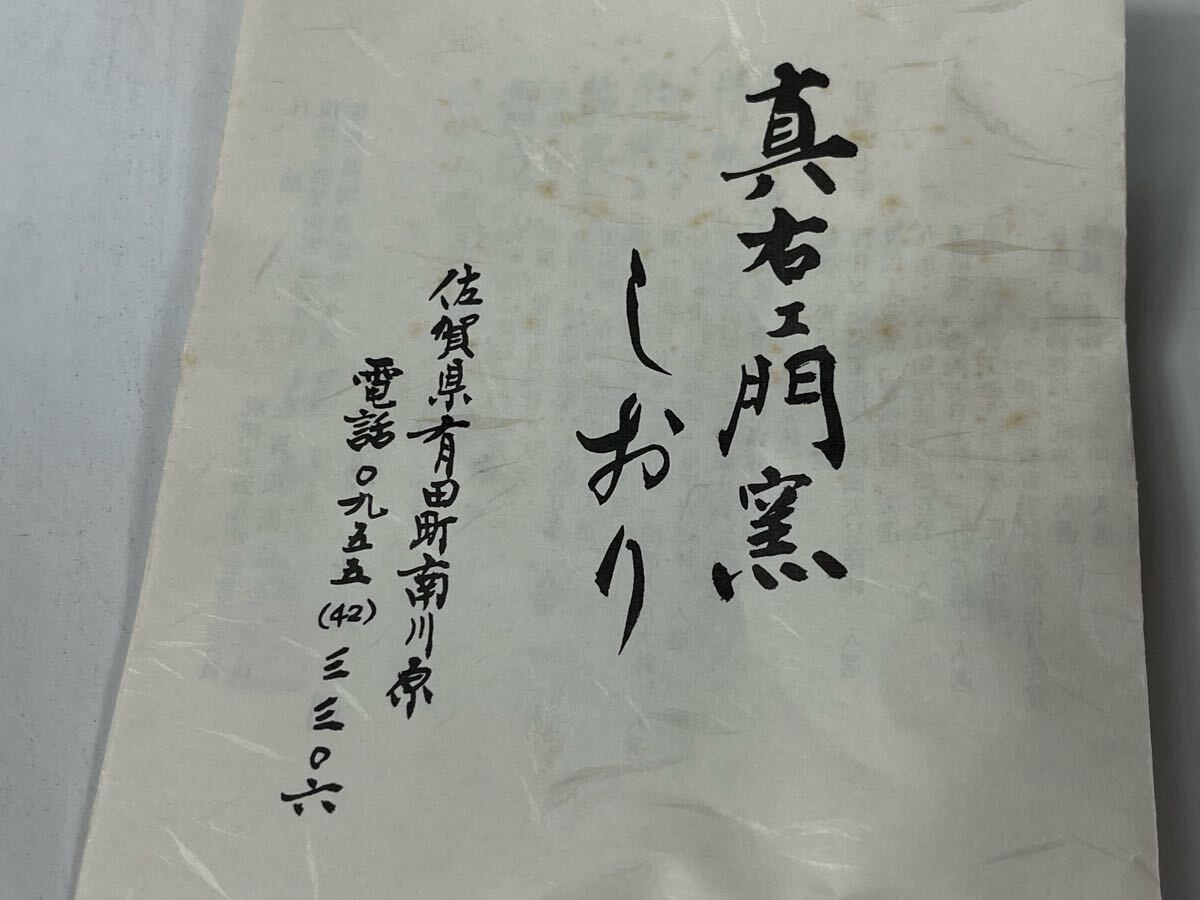 真右エ門窯
しおり
佐賀県有田町南川原
電話〇九五五(42)三三〇六